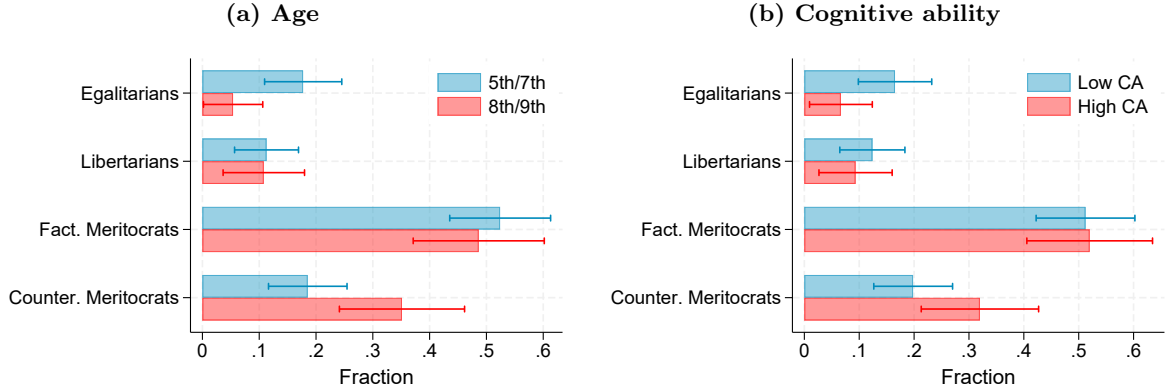 (a) Age
Egalitarians
Libertarians
Fact. Meritocrats
Counter. Meritocrats
5th/7th
8th/9th
0 .1 .2 .3 .4 .5 .6
Fraction
(b) Cognitive ability
Egalitarians
Libertarians
Fact. Meritocrats
Counter. Meritocrats
Low CA
High CA
0 .1 .2 .3 .4 .5 .6
Fraction